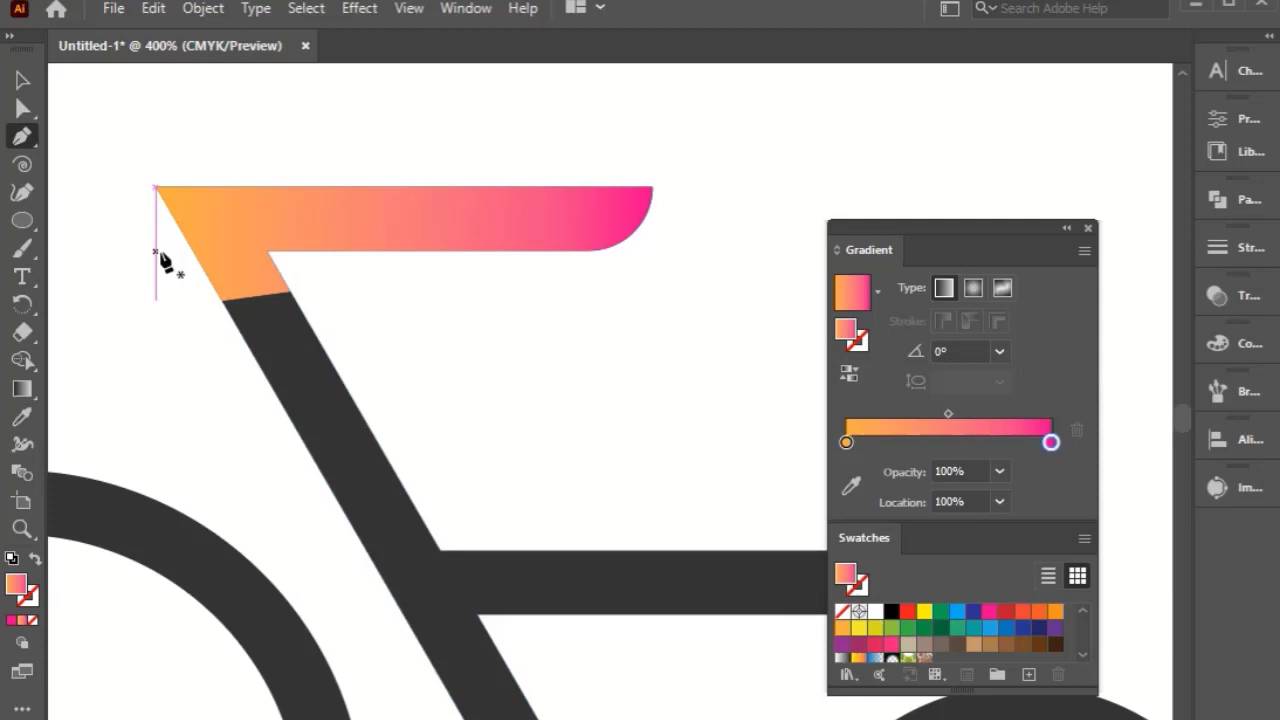 Ai File Edit Object Type Select Effect View Window Help Search Adobe Help
Untitled-1* @ 400% (CMYK/Preview) ×
Ch...
Pr...
Lib...
Pa...
Str...
Tr...
Co...
Br...
Ali...
Im...
Gradient
Type:
Stroke:
0°
Opacity: 100%
Location: 100%
Swatches